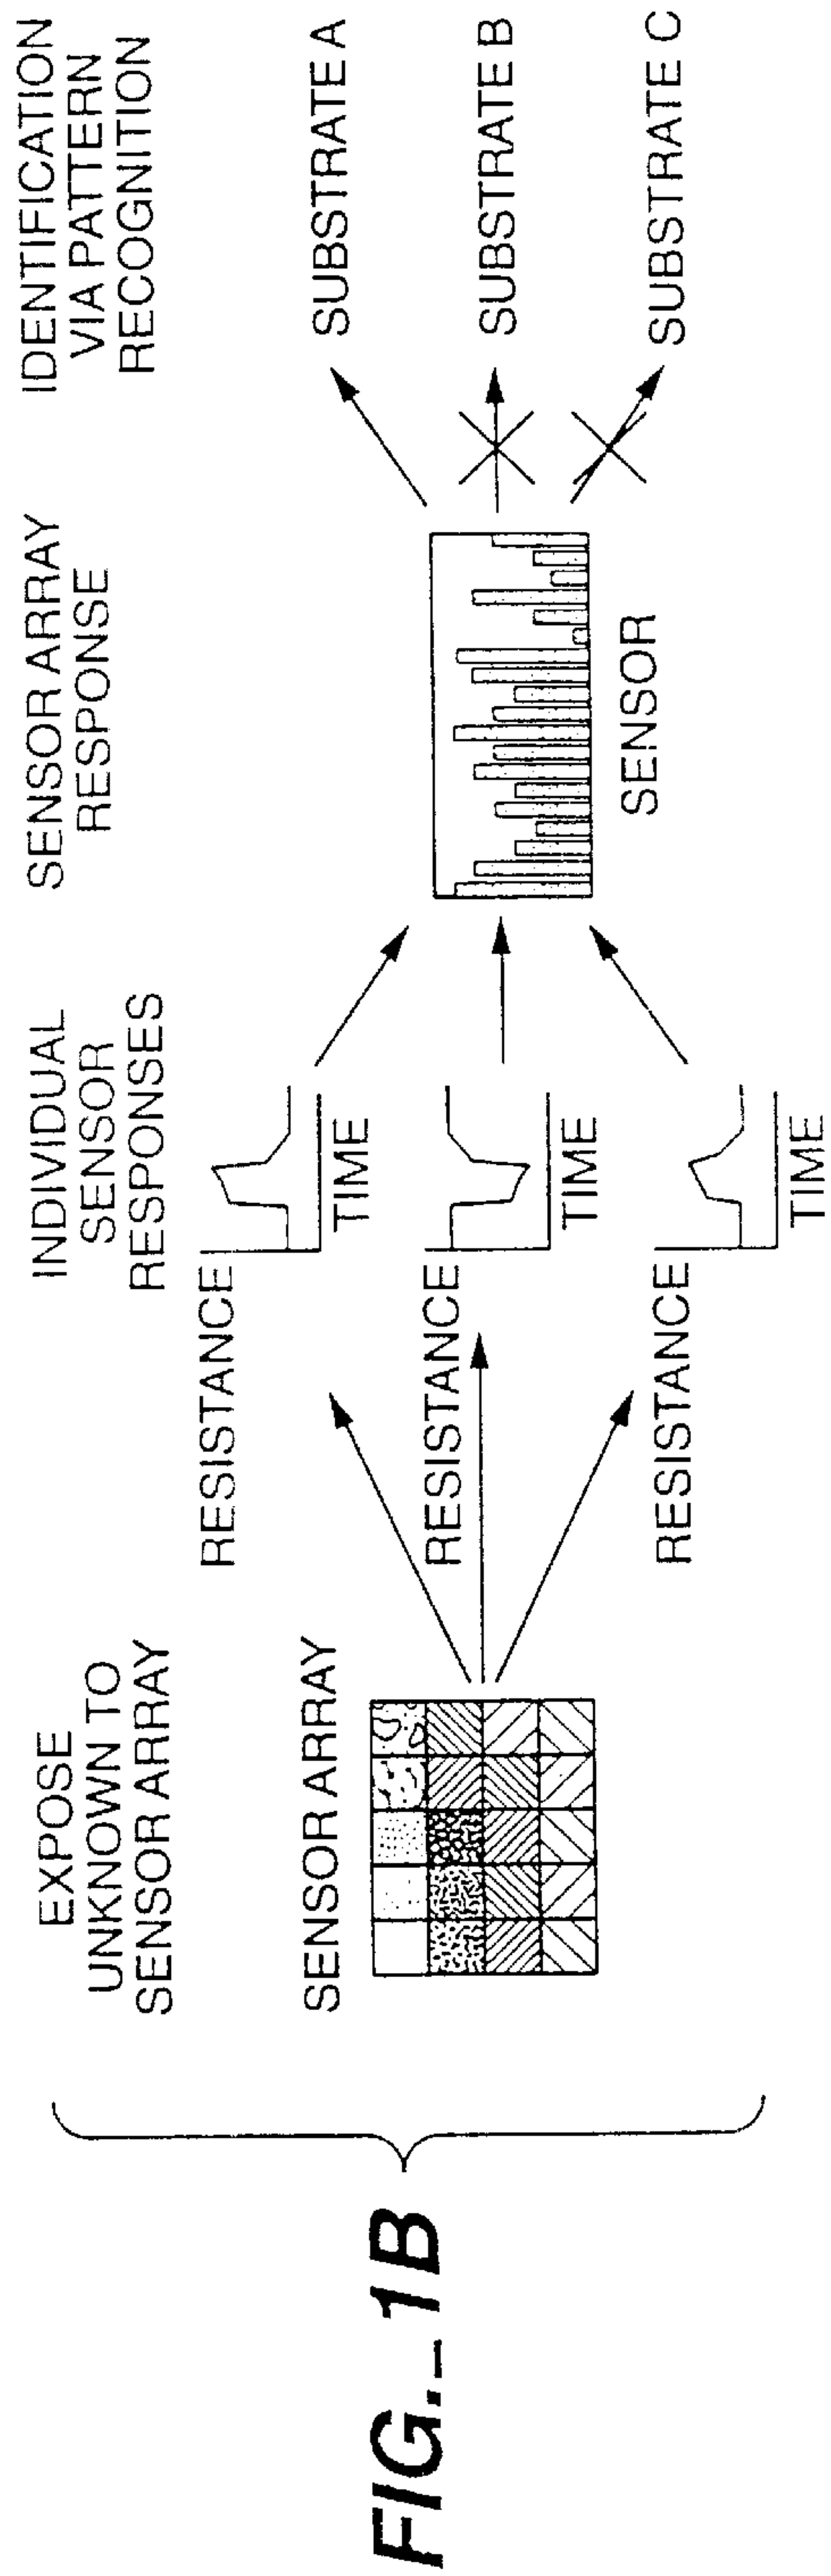 EXPOSE
UNKNOWN TO
SENSOR ARRAY
SENSOR ARRAY
INDIVIDUAL
SENSOR
RESPONSES
RESISTANCE
TIME
RESISTANCE
TIME
RESISTANCE
TIME
SENSOR ARRAY
RESPONSE
SENSOR
IDENTIFICATION
VIA PATTERN
RECOGNITION
SUBSTRATE A
SUBSTRATE B
SUBSTRATE C
FIG._1B